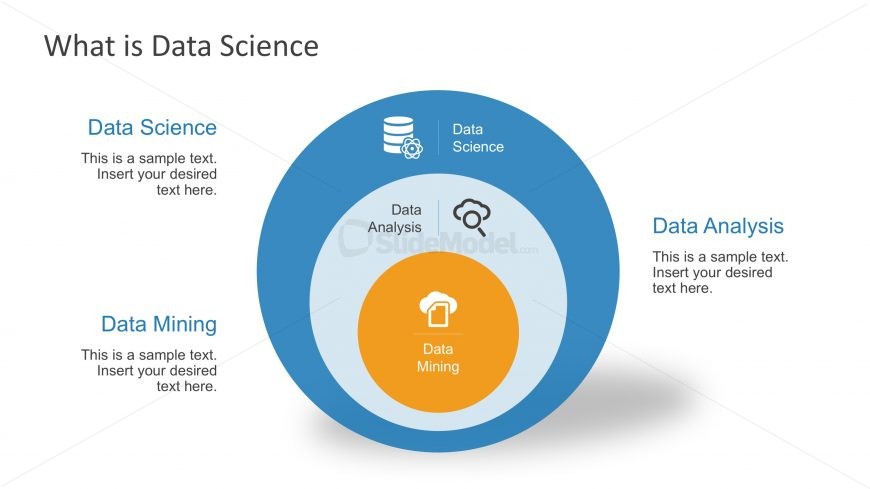 What is Data Science
Data Science
This is a sample text.
Insert your desired
text here.
Data
Science
Data
Analysis
SlideModel.com
Data Analysis
This is a sample text.
Insert your desired
text here.
Data Mining
This is a sample text.
Insert your desired
text here.
Data
Mining